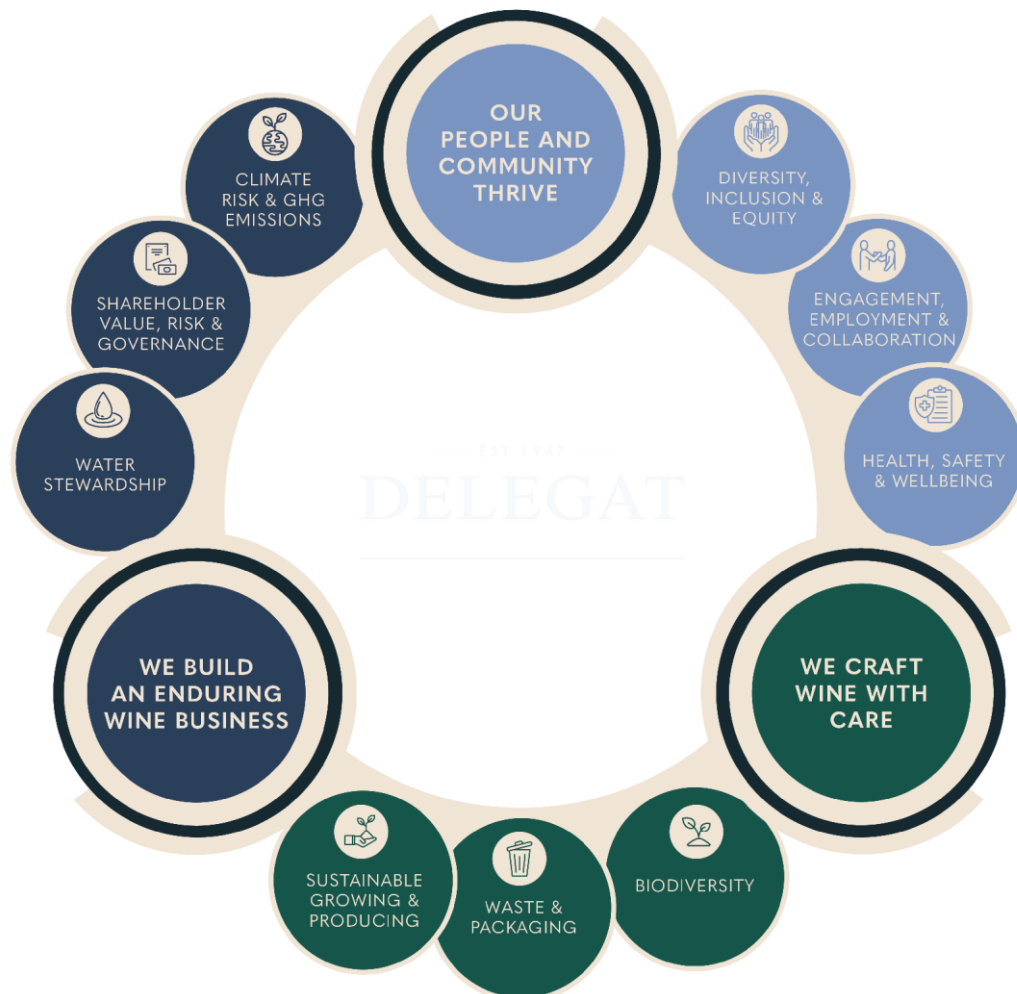 OUR
PEOPLE AND
COMMUNITY
THRIVE
DIVERSITY,
INCLUSION &
EQUITY
ENGAGEMENT,
EMPLOYMENT &
COLLABORATION
HEALTH, SAFETY
& WELLBEING
WE CRAFT
WINE WITH
CARE
BIODIVERSITY
WASTE &
PACKAGING
SUSTAINABLE
GROWING &
PRODUCING
WE BUILD
AN ENDURING
WINE BUSINESS
WATER
STEWARDSHIP
SHAREHOLDER
VALUE, RISK &
GOVERNANCE
CLIMATE
RISK & GHG
EMISSIONS
EST 1947
DELEGAT